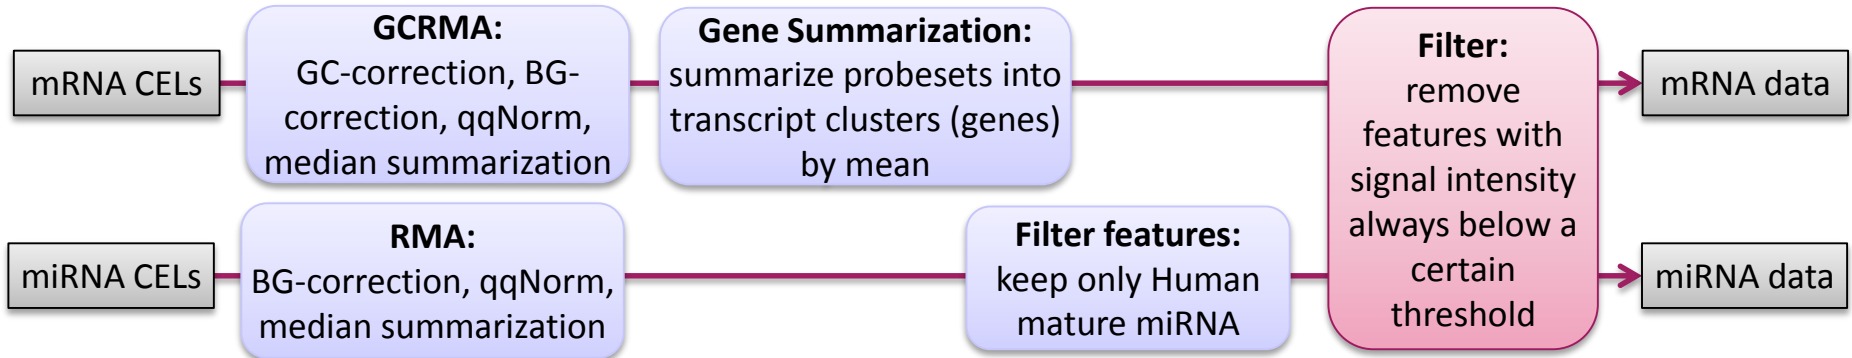 mRNA CELs
GCRMA:
GC-correction, BG-
correction, qqNorm,
median summarization
Gene Summarization:
summarize probesets into
transcript clusters (genes)
by mean
Filter:
remove
features with
signal intensity
always below a
certain
threshold
mRNA data
miRNA CELs
RMA:
BG-correction, qqNorm,
median summarization
Filter features:
keep only Human
mature miRNA
miRNA data